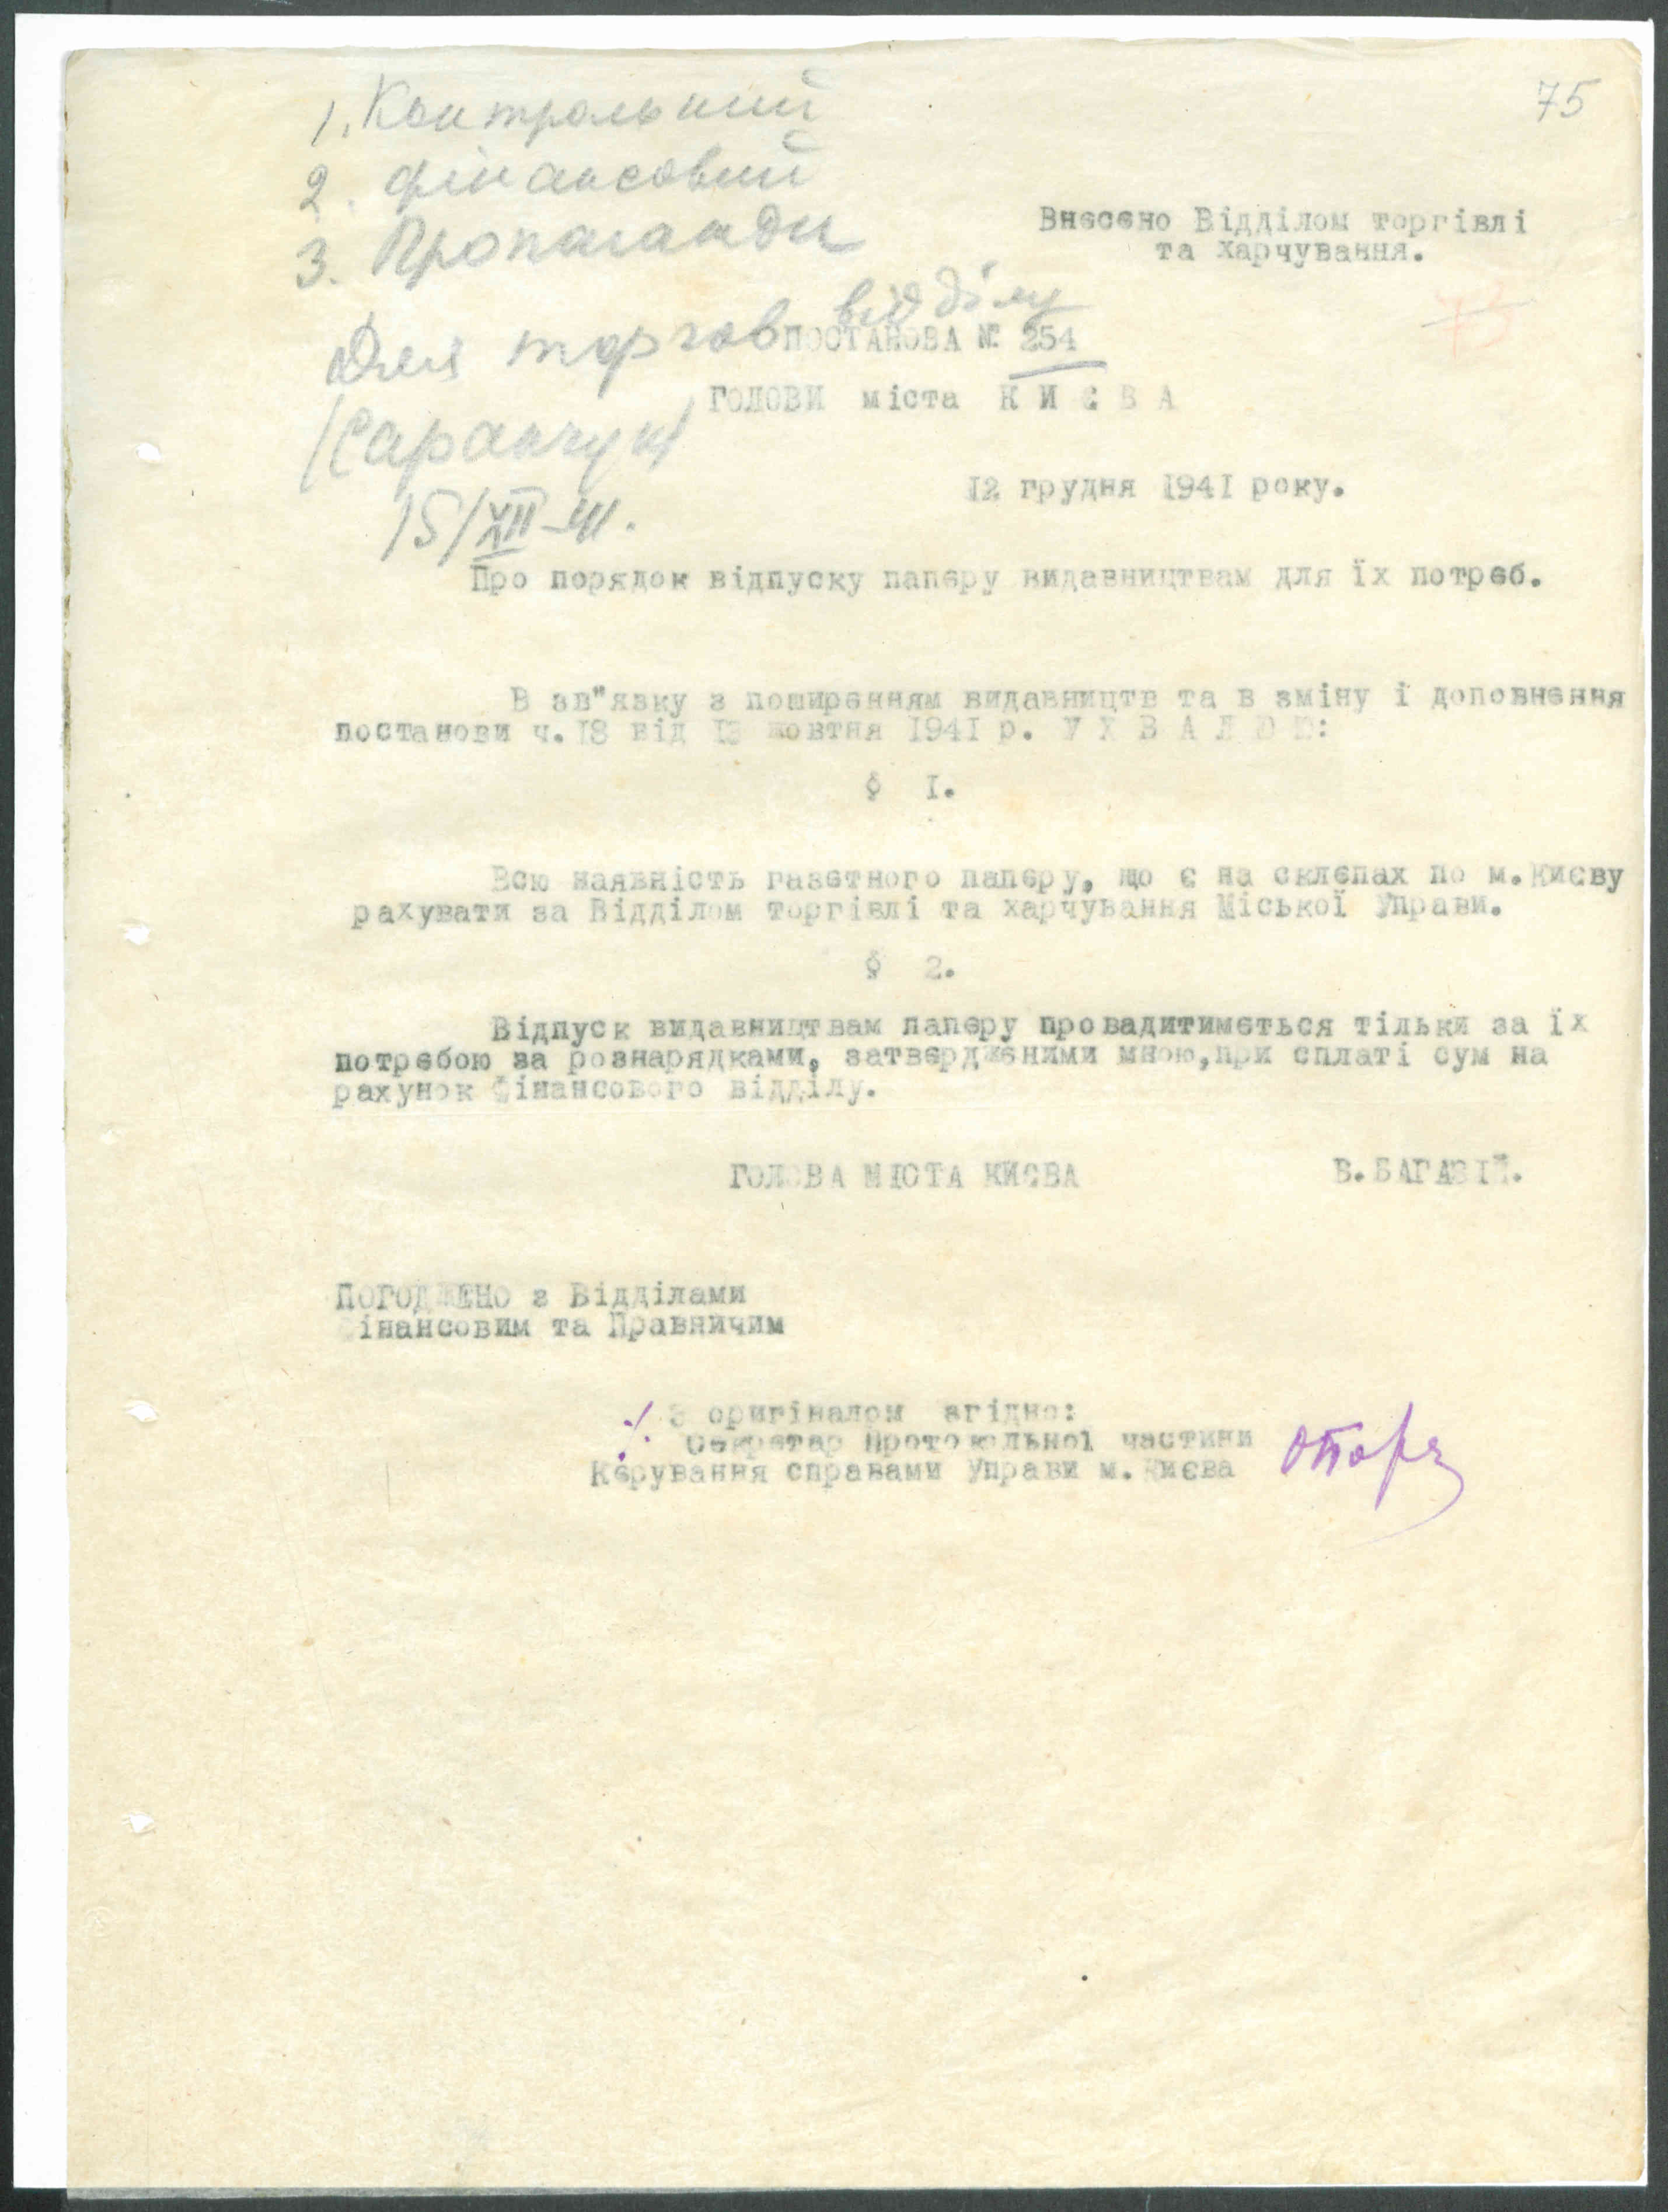 75
1. Контрольний
2. фінансовий
3. Пропаганди
Для торгов відділу
/Саранчук/
15/XII-41.
Внесено Відділом торгівлі
та харчування.
ПОСТАНОВА № 254
ГОЛОВИ міста К И Є В А
12 грудня 1941 року.
Про порядок відпуску паперу видавництвам для їх потреб.
В зв"язку з поширенням видавництв та в зміну і доповнення
постанови ч.18 від 13 жовтня 1941 р. У Х В А Л Ю Ю:
§ I.
Всю наявність газетного паперу, що є на склепах по м.Києву
рахувати за Відділом торгівлі та харчування Міської Управи.
§ 2.
Відпуск видавництвам паперу провадитиметься тільки за їх
потребою за рознарядками, затвердженими мною,при сплаті сум на
рахунок Фінансового відділу.
ГОЛОВА МІСТА КИЄВА В.БАГАЗІЙ.
ПОГОДЖЕНО з Відділами
Фінансовим та Правничим
З оригіналом згідно:
Секретар Протокольної частини
Керування справами Управи м.Києва